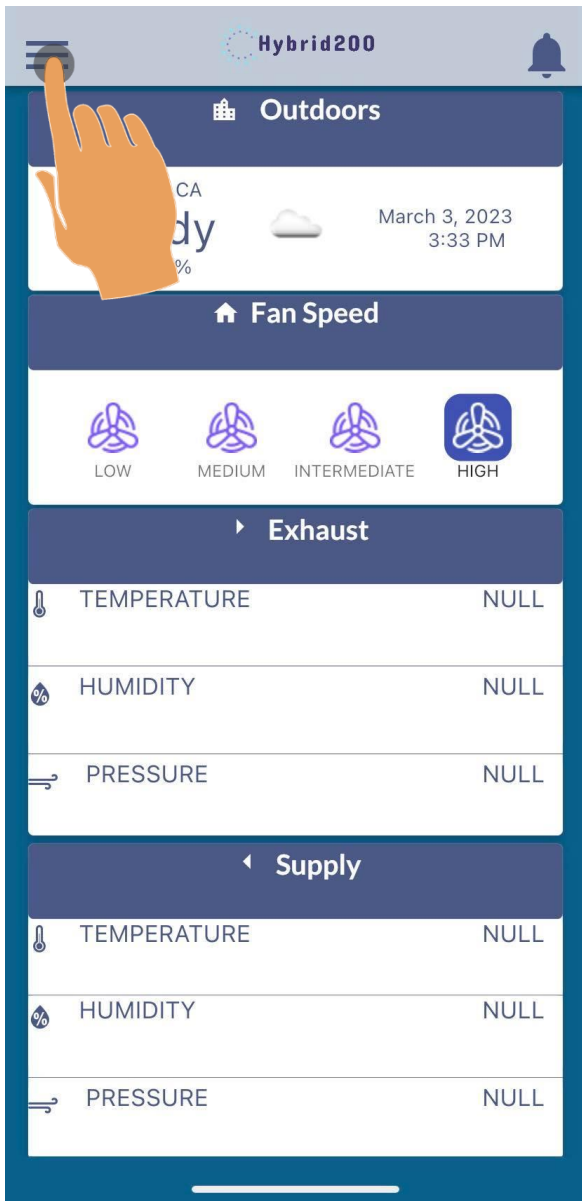 Hybrid200
Outdoors
CA
March 3, 2023
3:33 PM
%
Fan Speed
LOW MEDIUM INTERMEDIATE HIGH
Exhaust
TEMPERATURE NULL
% HUMIDITY NULL
PRESSURE NULL
Supply
TEMPERATURE NULL
% HUMIDITY NULL
PRESSURE NULL